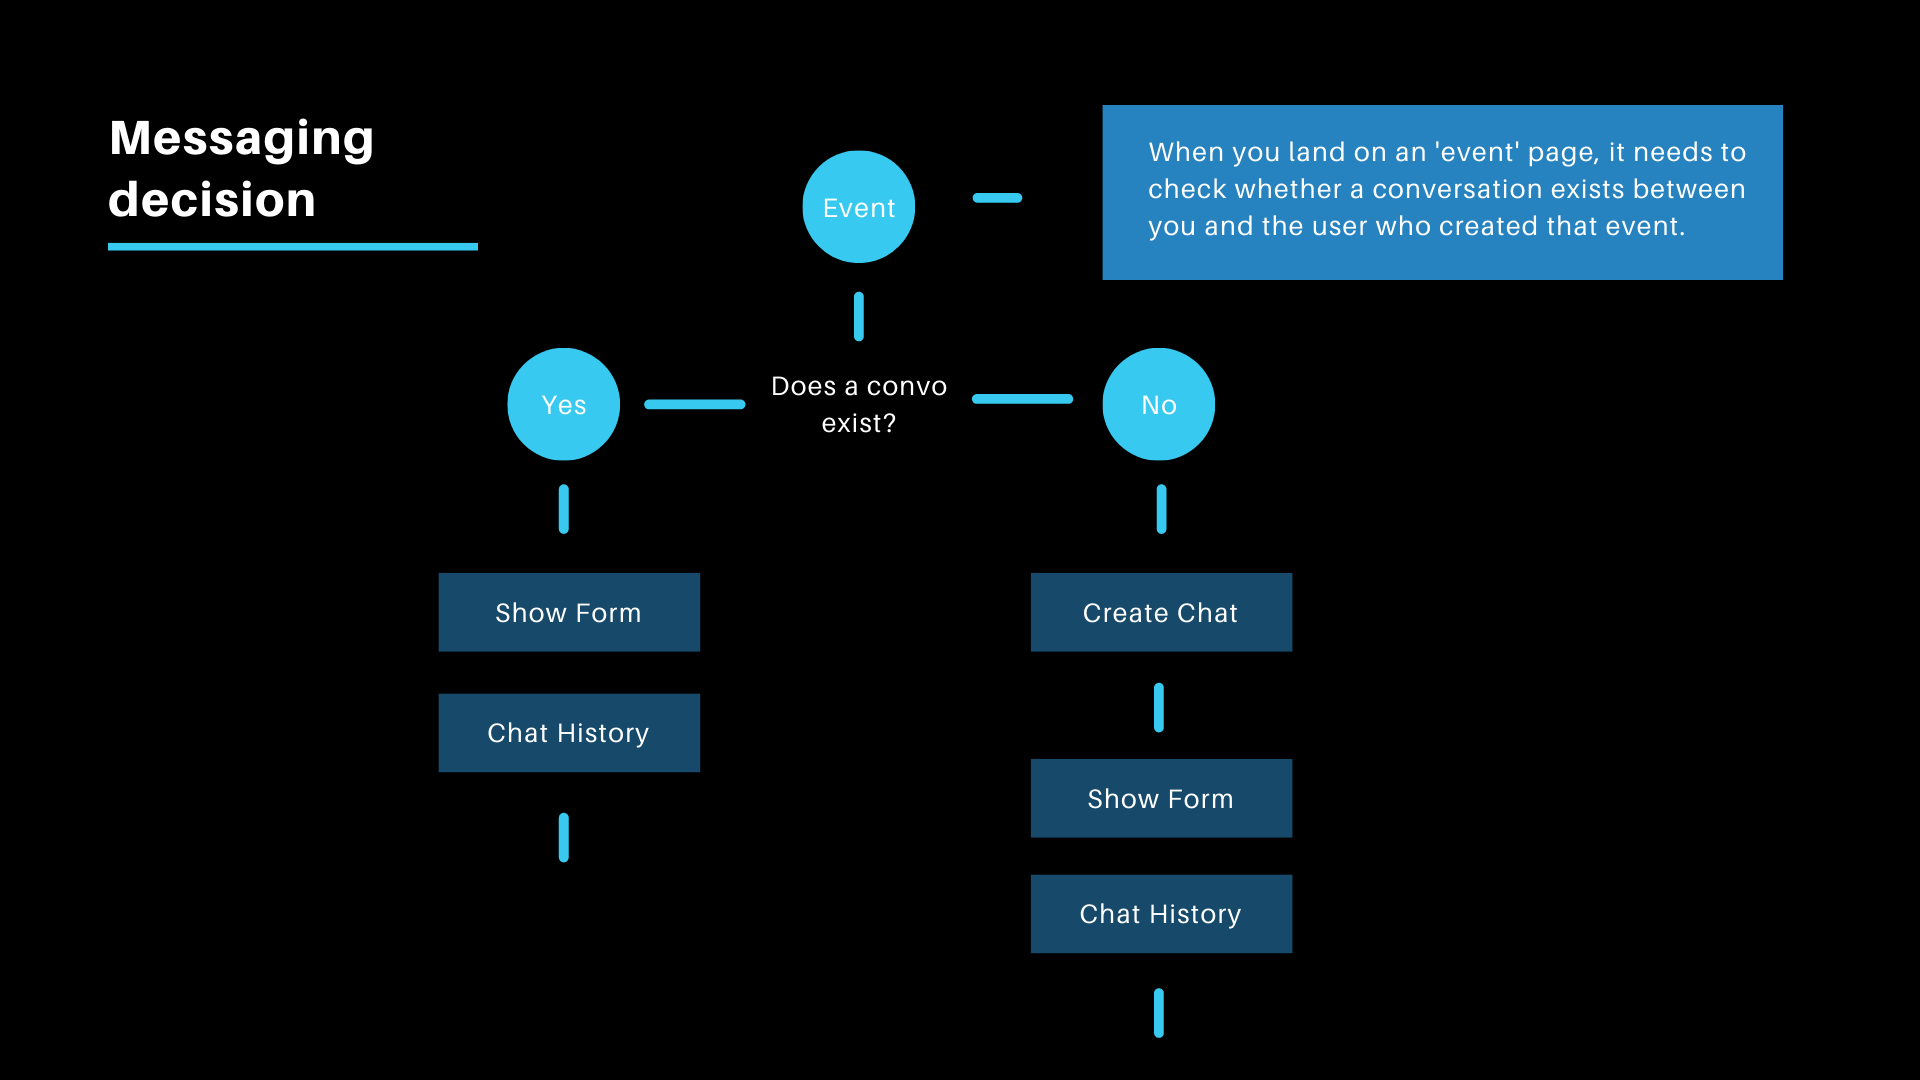 Messaging
decision
Event
When you land on an 'event' page, it needs to
check whether a conversation exists between
you and the user who created that event.
Yes
Does a convo
exist?
No
Show Form
Chat History
Create Chat
Show Form
Chat History